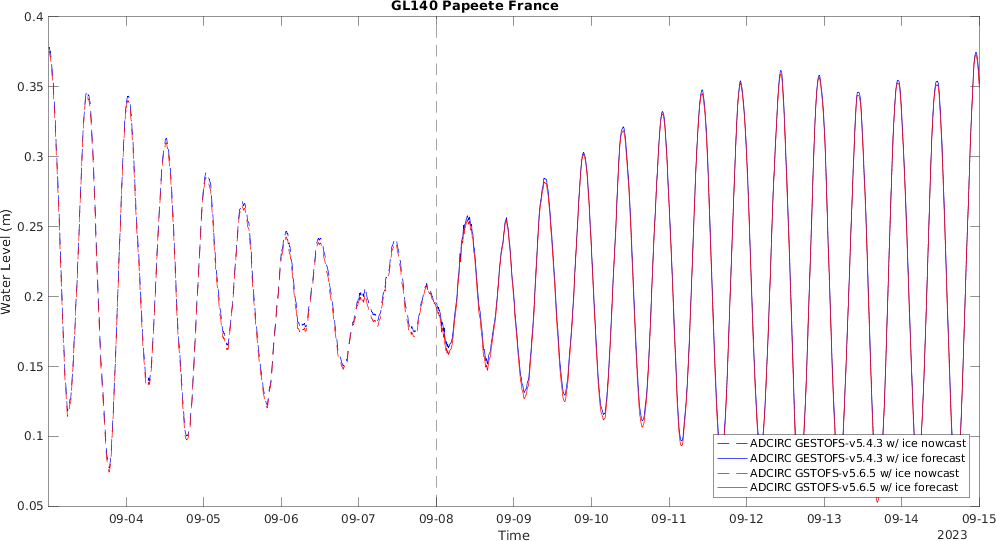 GL140 Papeete France
Water Level (m)
0.4
0.35
0.3
0.25
0.2
0.15
0.1
0.05
ADCIRC GESTOFS-v5.4.3 w/ ice nowcast
ADCIRC GESTOFS-v5.4.3 w/ ice forecast
ADCIRC GSTOFS-v5.6.5 w/ ice nowcast
ADCIRC GSTOFS-v5.6.5 w/ ice forecast
09-04 09-05 09-06 09-07 09-08 09-09 09-10 09-11 09-12 09-13 09-14 09-15
Time
2023